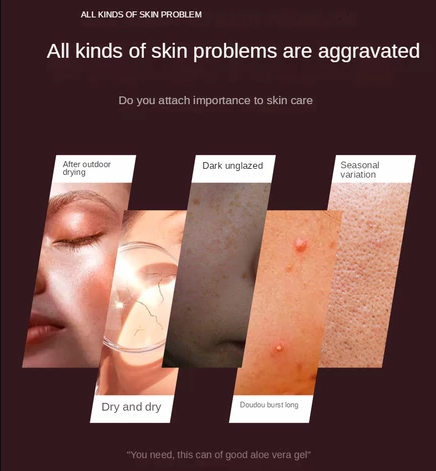 ALL KINDS OF SKIN PROBLEM
All kinds of skin problems are aggravated
Do you attach importance to skin care
After outdoor
drying
Dark unglazed
Seasonal
variation
Dry and dry
Doudou burst long
"You need, this can of good aloe vera gel"